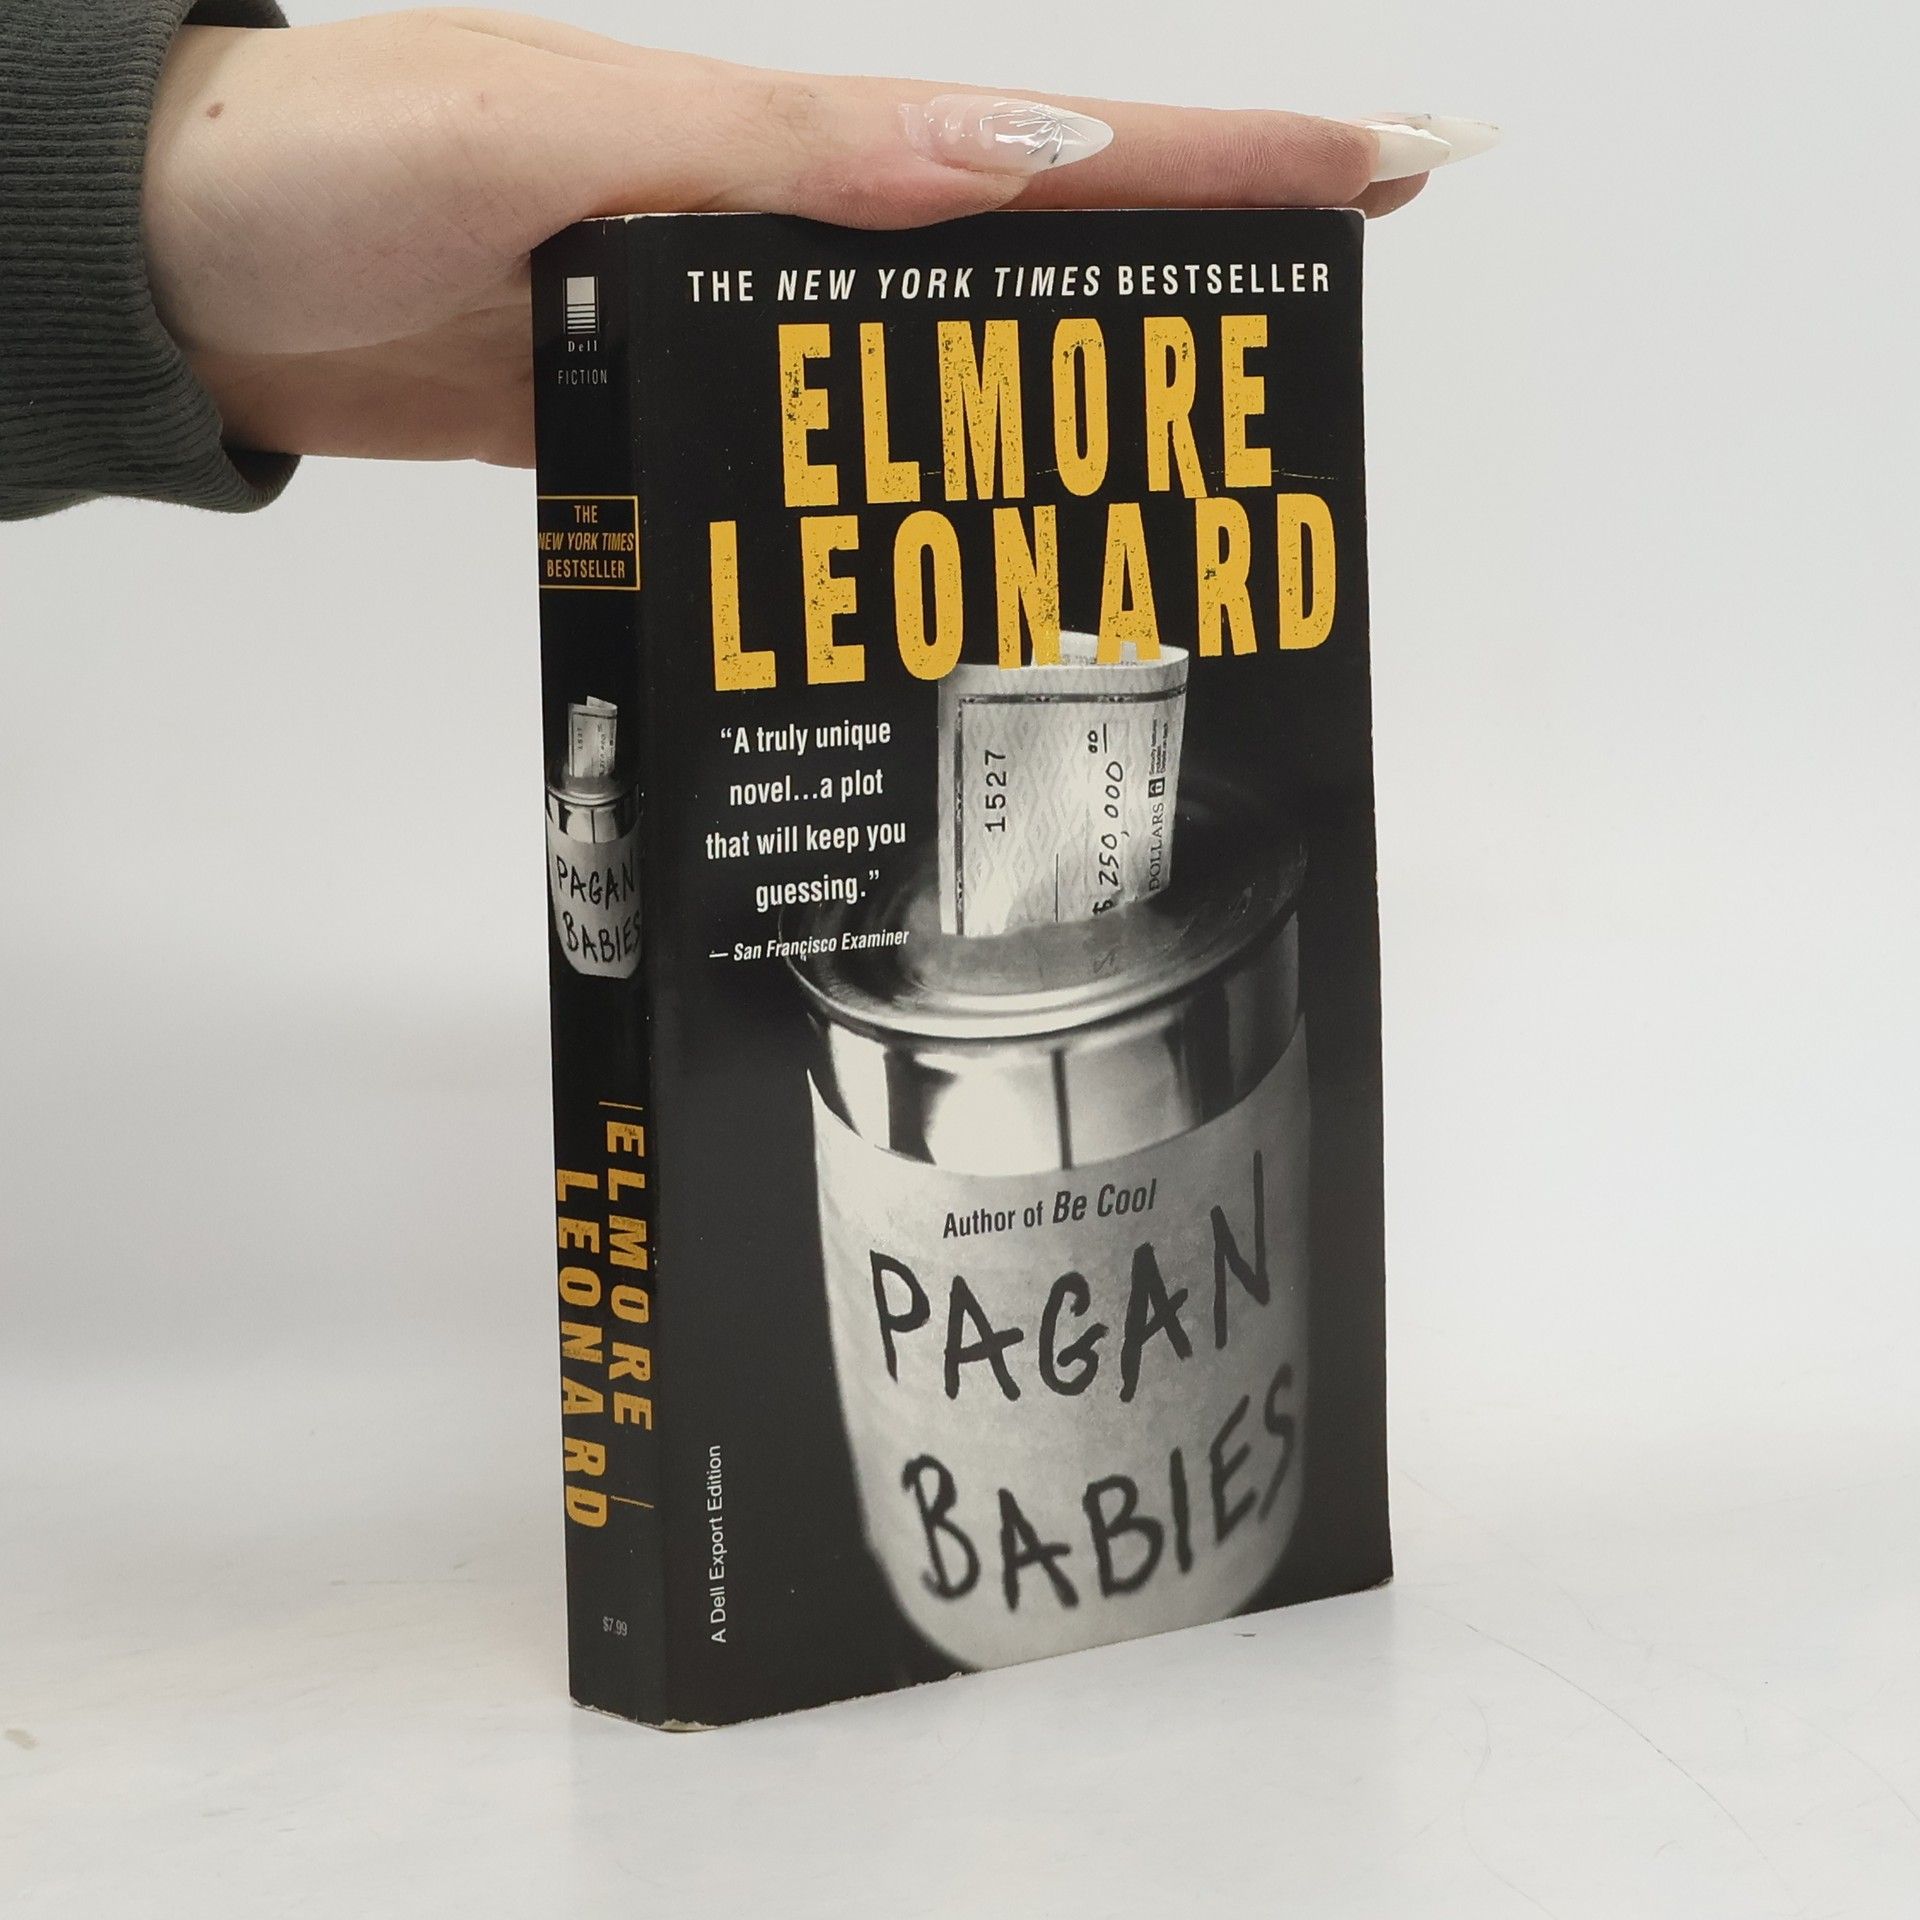 THE NEW YORK TIMES BESTSELLER
ELMORE
LEONARD
"A truly unique
novel...a plot
that will keep you
guessing."
— San Francisco Examiner
1527
$ 250,000 00
DOLLARS
Author of Be Cool
PAGAN
BABIES
A Dell Export Edition
Dell
FICTION
THE
NEW YORK TIMES
BESTSELLER
1527
PAGAN
BABIES
ELMORE
LEONARD
$7.99